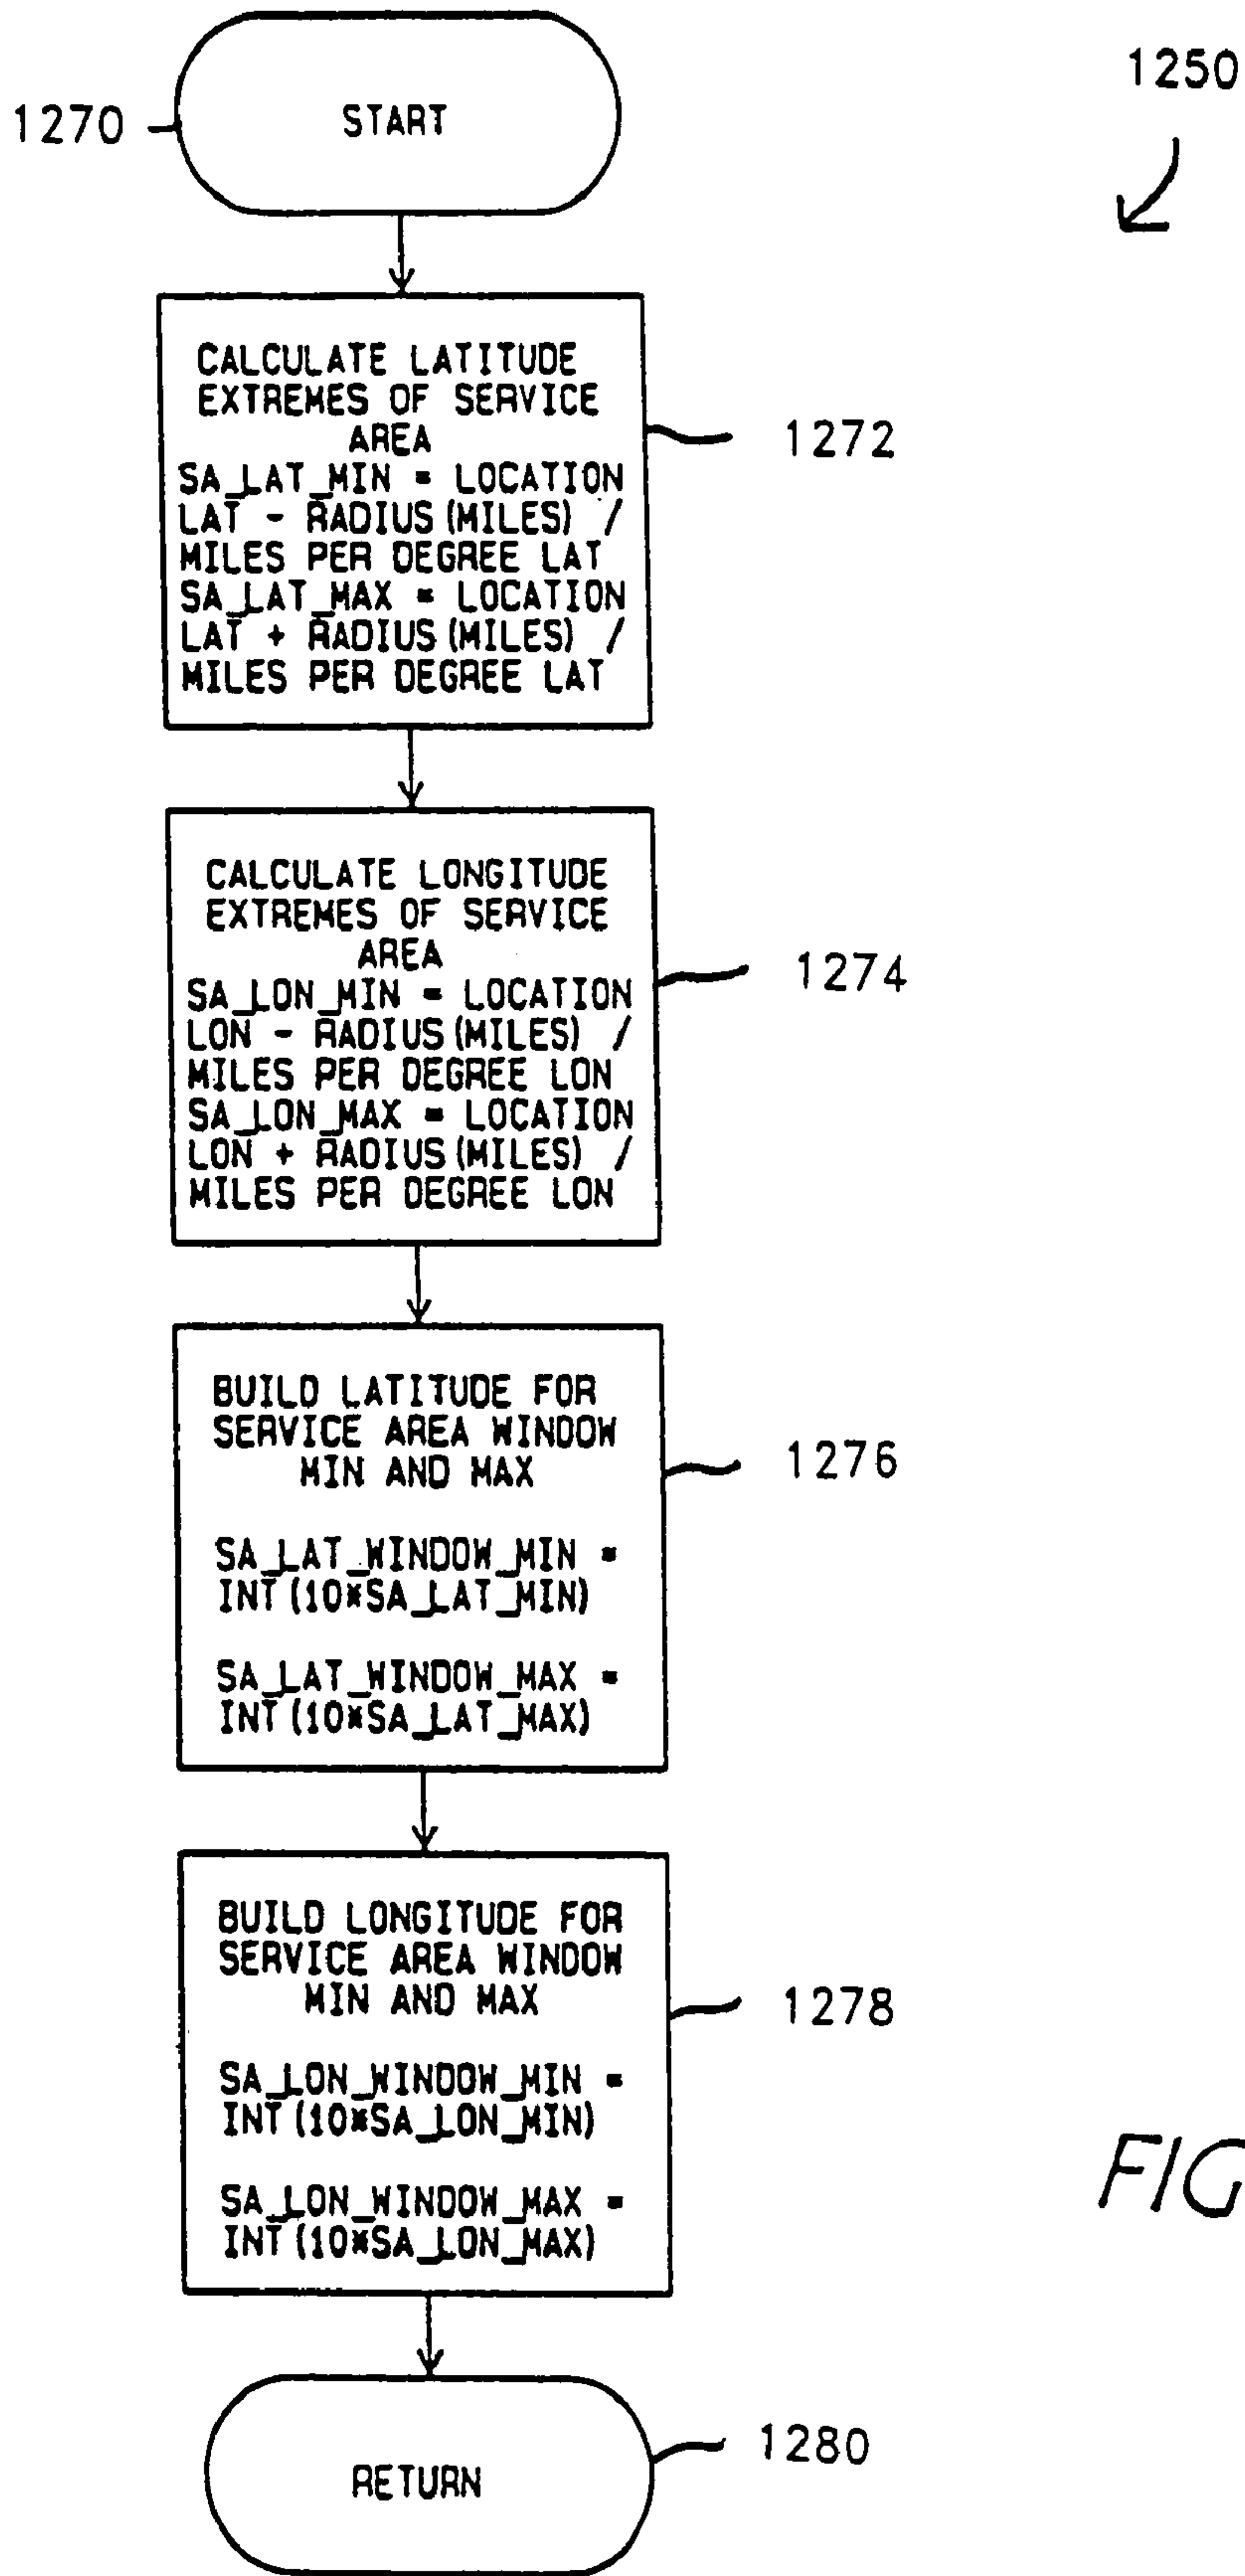 1250
1270
START
CALCULATE LATITUDE
EXTREMES OF SERVICE
AREA
SA_LAT_MIN = LOCATION
LAT - RADIUS(MILES) /
MILES PER DEGREE LAT
SA_LAT_MAX = LOCATION
LAT + RADIUS(MILES) /
MILES PER DEGREE LAT
1272
CALCULATE LONGITUDE
EXTREMES OF SERVICE
AREA
SA_LON_MIN = LOCATION
LON - RADIUS(MILES) /
MILES PER DEGREE LON
SA_LON_MAX = LOCATION
LON + RADIUS(MILES) /
MILES PER DEGREE LON
1274
BUILD LATITUDE FOR
SERVICE AREA WINDOW
MIN AND MAX
SA_LAT_WINDOW_MIN =
INT(10*SA_LAT_MIN)
SA_LAT_WINDOW_MAX =
INT(10*SA_LAT_MAX)
1276
BUILD LONGITUDE FOR
SERVICE AREA WINDOW
MIN AND MAX
SA_LON_WINDOW_MIN =
INT(10*SA_LON_MIN)
SA_LON_WINDOW_MAX =
INT(10*SA_LON_MAX)
1278
FIG
RETURN
1280